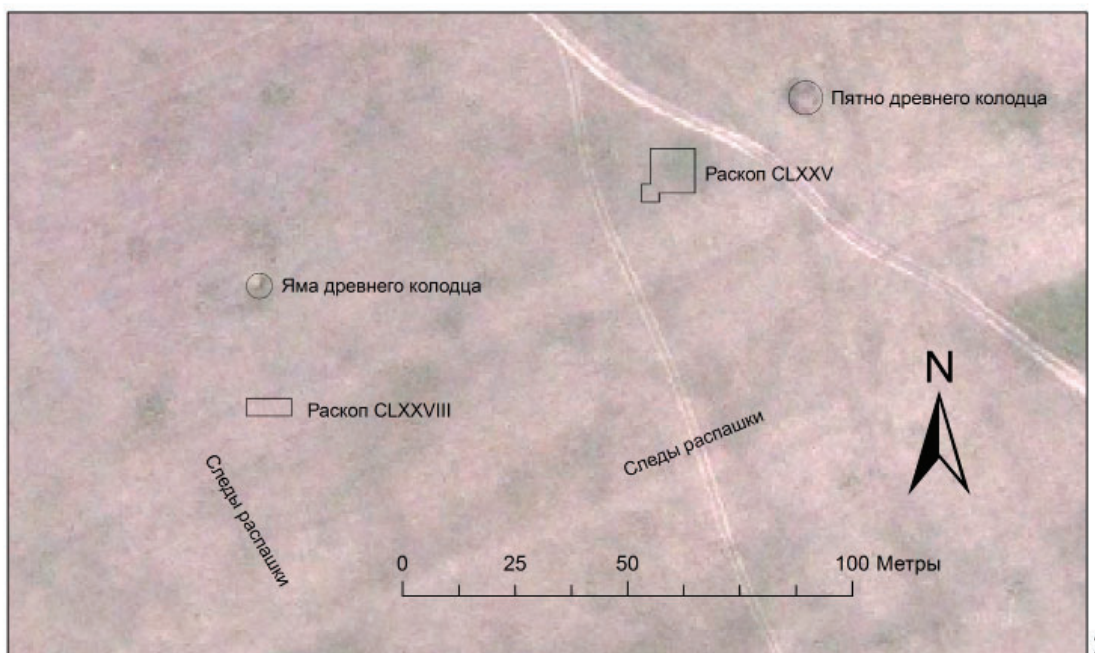 Пятно древнего колодца
Раскоп CLXXV
Яма древнего колодца
Раскоп CLXXVIII
N
Следы распашки
Следы распашки
0 25 50 100 Метры